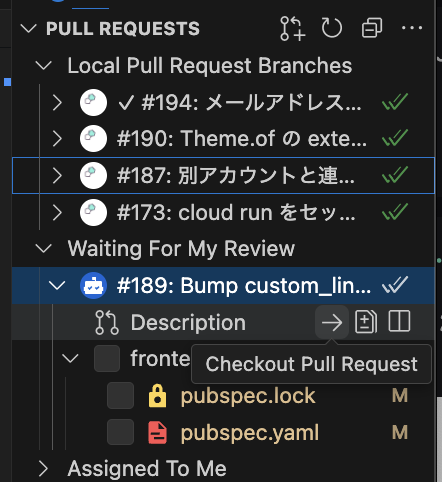 PULL REQUESTS
Local Pull Request Branches
✓ #194: メールアドレス...
#190: Theme.of の exte...
#187: 別アカウントと連...
#173: cloud run をセッ...
Waiting For My Review
#189: Bump custom_lin...
Description
fronte
Checkout Pull Request
pubspec.lock M
pubspec.yaml M
Assigned To Me